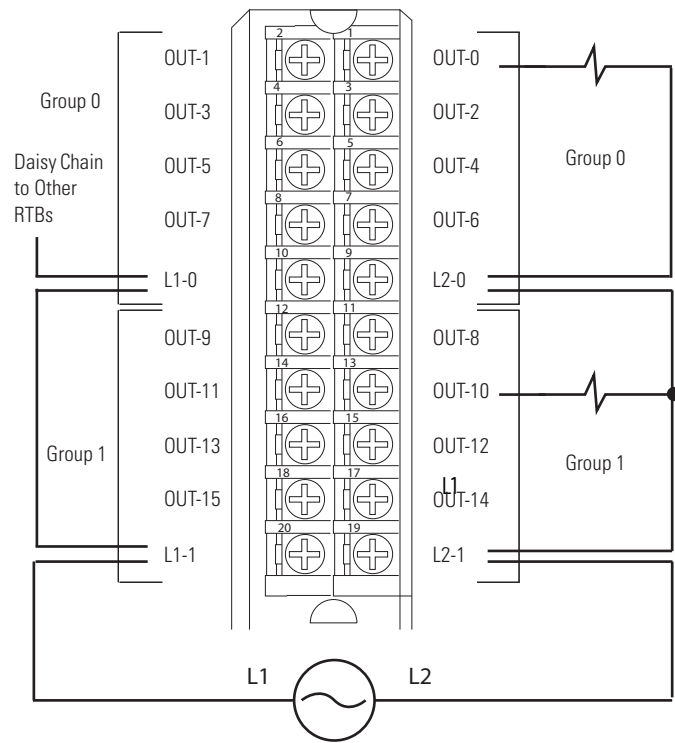 2 1
OUT-1 OUT-0
4 3
Group 0
OUT-3 OUT-2
6 5
Daisy Chain
to Other
RTBs
OUT-5 OUT-4
Group 0
8 7
OUT-7 OUT-6
10 9
L1-0 L2-0
12 11
OUT-9 OUT-8
14 13
OUT-11 OUT-10
16 15
Group 1
OUT-13 OUT-12
Group 1
18 17
L1
OUT-15 OUT-14
20 19
L1-1 L2-1
L1 L2